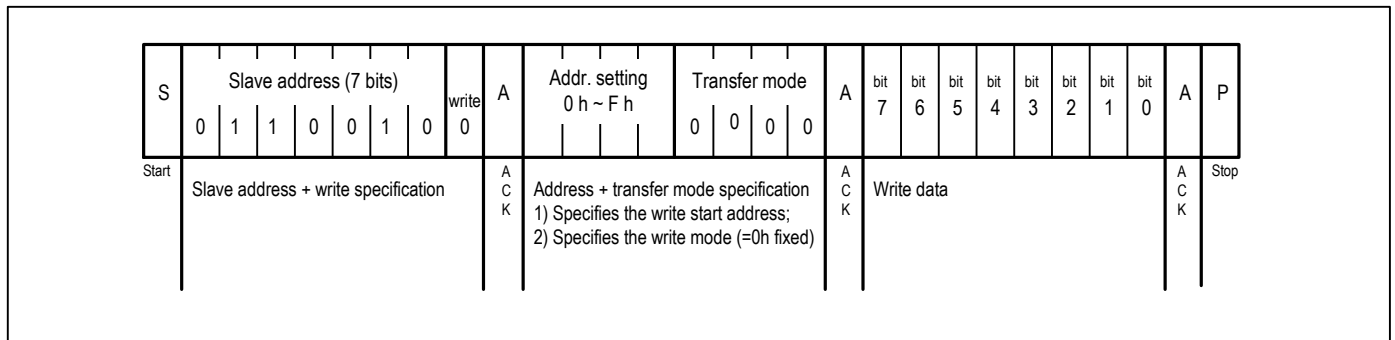 S Slave address (7 bits) write A Addr. setting Transfer mode A bit bit bit bit bit bit bit bit A P
0 h ~ F h 7 6 5 4 3 2 1 0
0 1 1 0 0 1 0 0 0 0 0 0
Start Slave address + write specification A C K Address + transfer mode specification A C K Write data A C K Stop
1) Specifies the write start address;
2) Specifies the write mode (=0h fixed)